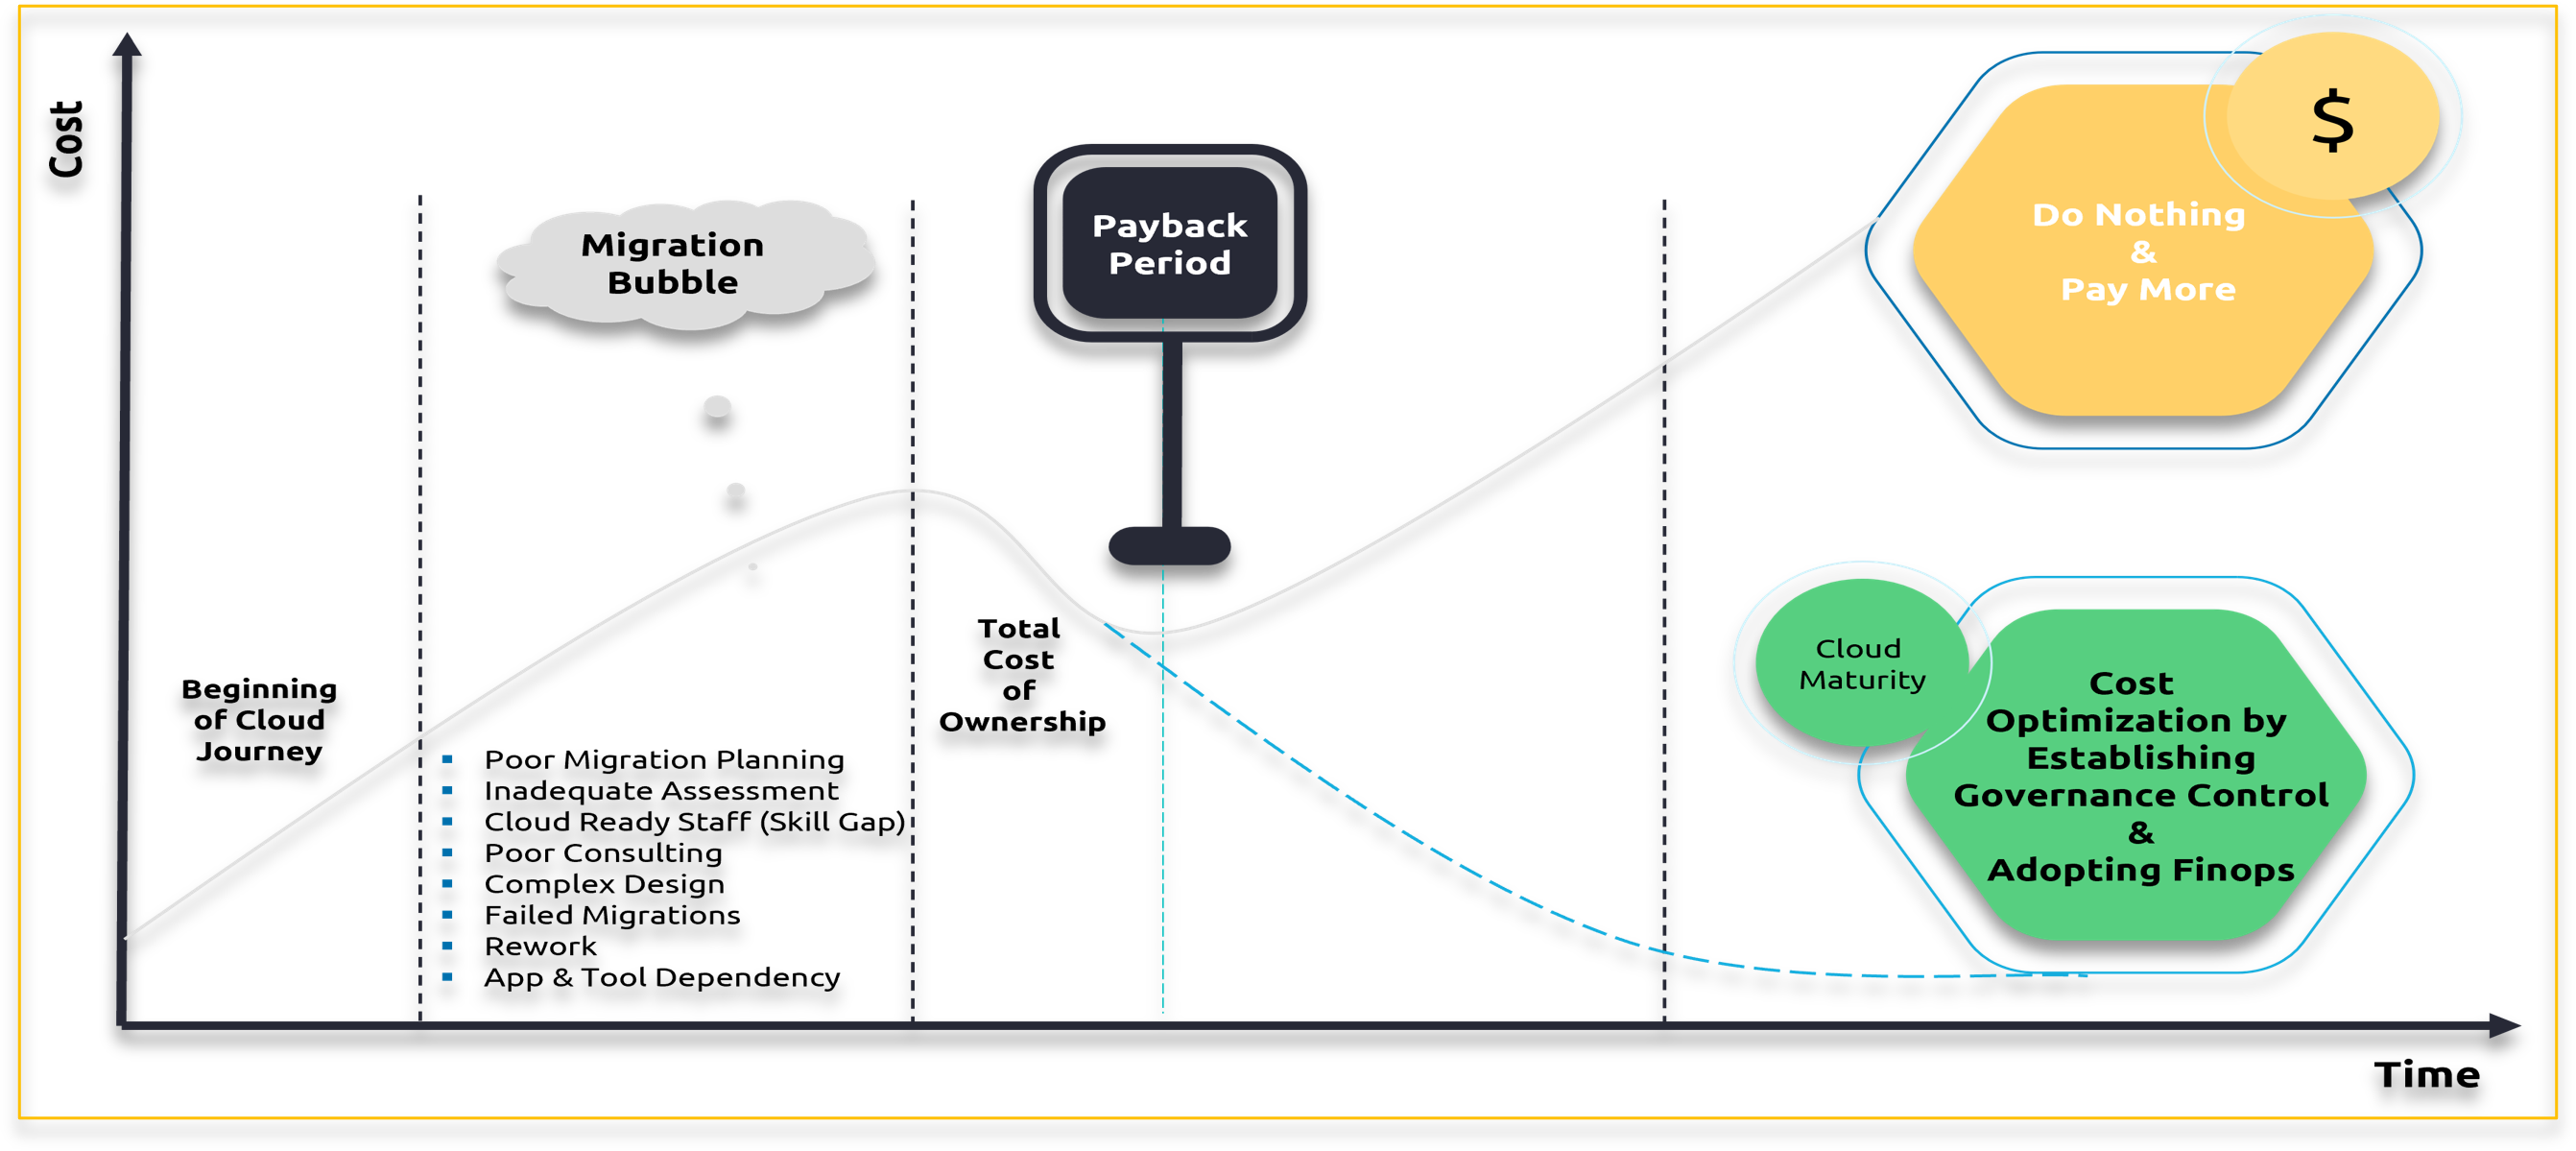 Cost
Migration
Bubble
Payback
Period
$
Do Nothing
&
Pay More
Beginning
of Cloud
Journey
Poor Migration Planning
Inadequate Assessment
Cloud Ready Staff (Skill Gap)
Poor Consulting
Complex Design
Failed Migrations
Rework
App & Tool Dependency
Total
Cost
of
Ownership
Cloud
Maturity
Cost
Optimization by
Establishing
Governance Control
&
Adopting Finops
Time